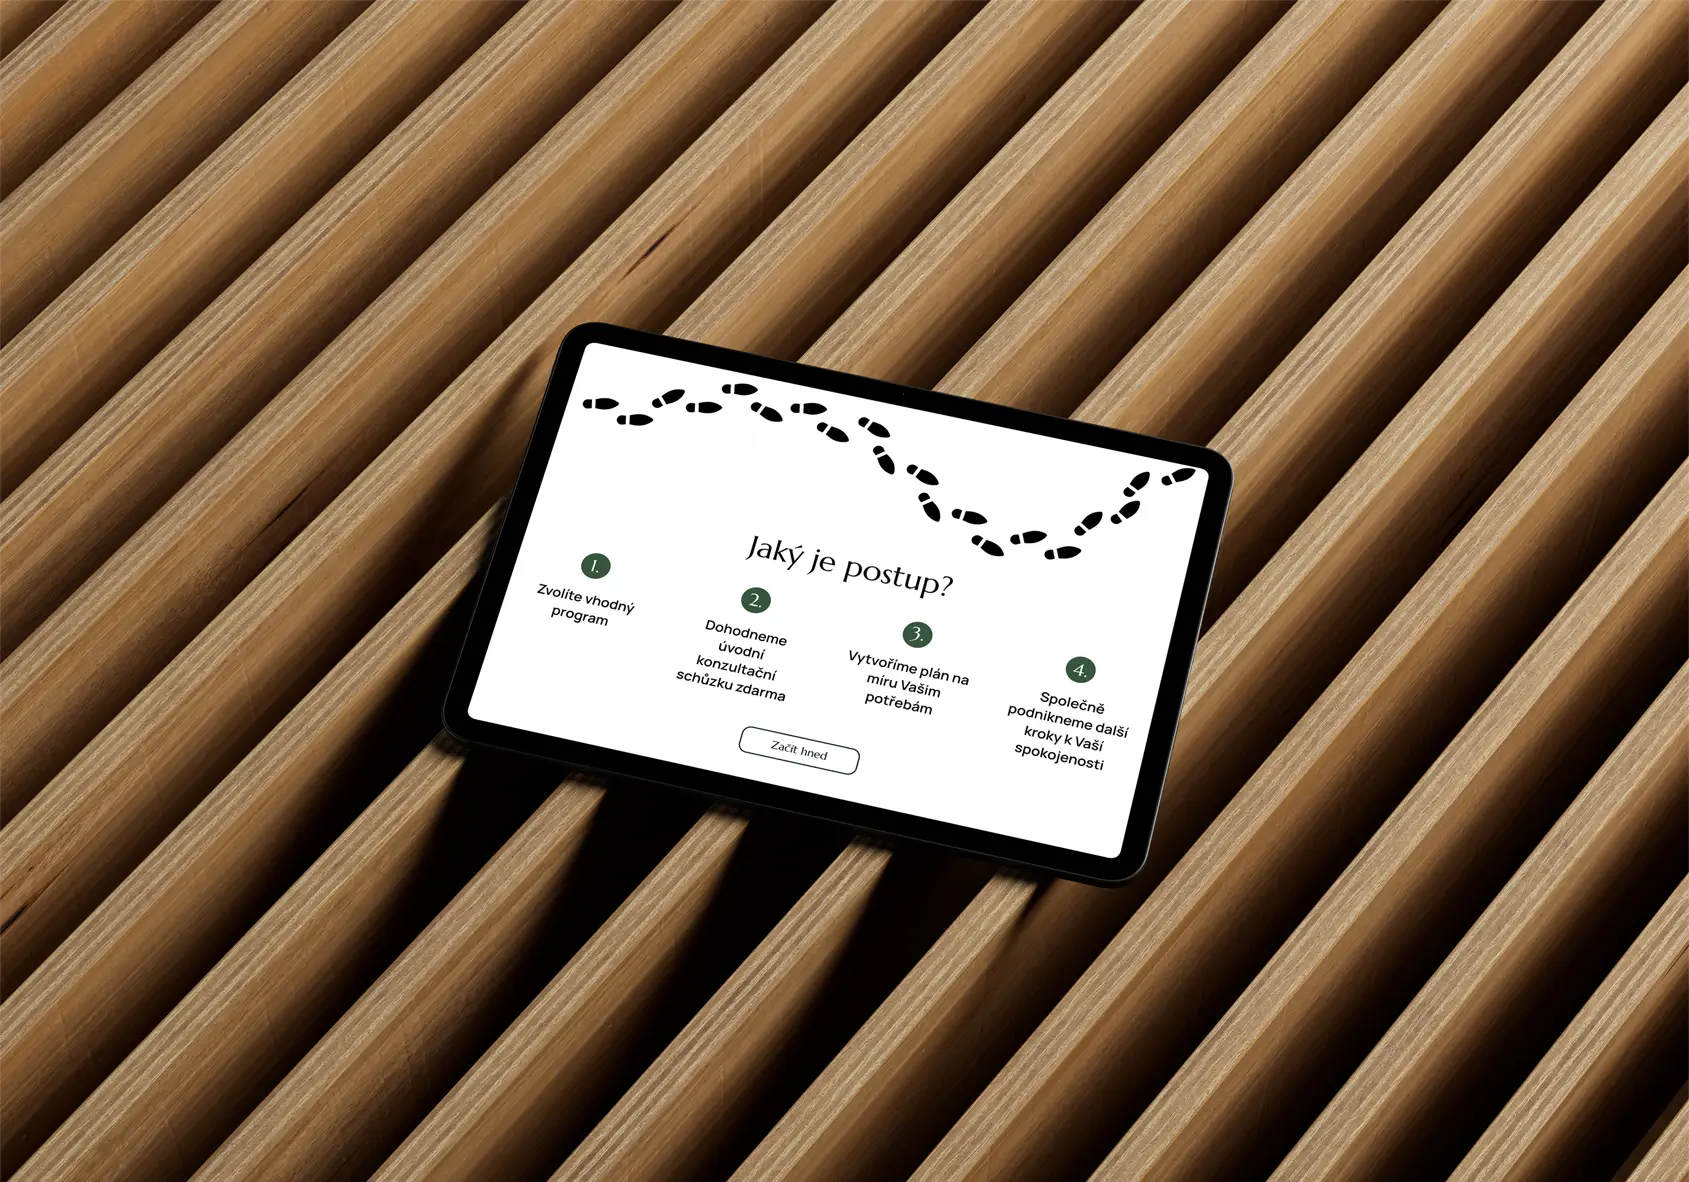 Jaký je postup?
1.
Zvolíte vhodný
program
2.
Dohodneme
úvodní
konzultační
schůzku zdarma
3.
Vytvoříme plán na
míru Vašim
potřebám
4.
Společně
podnikneme další
kroky k Vaší
spokojenosti
Začít hned